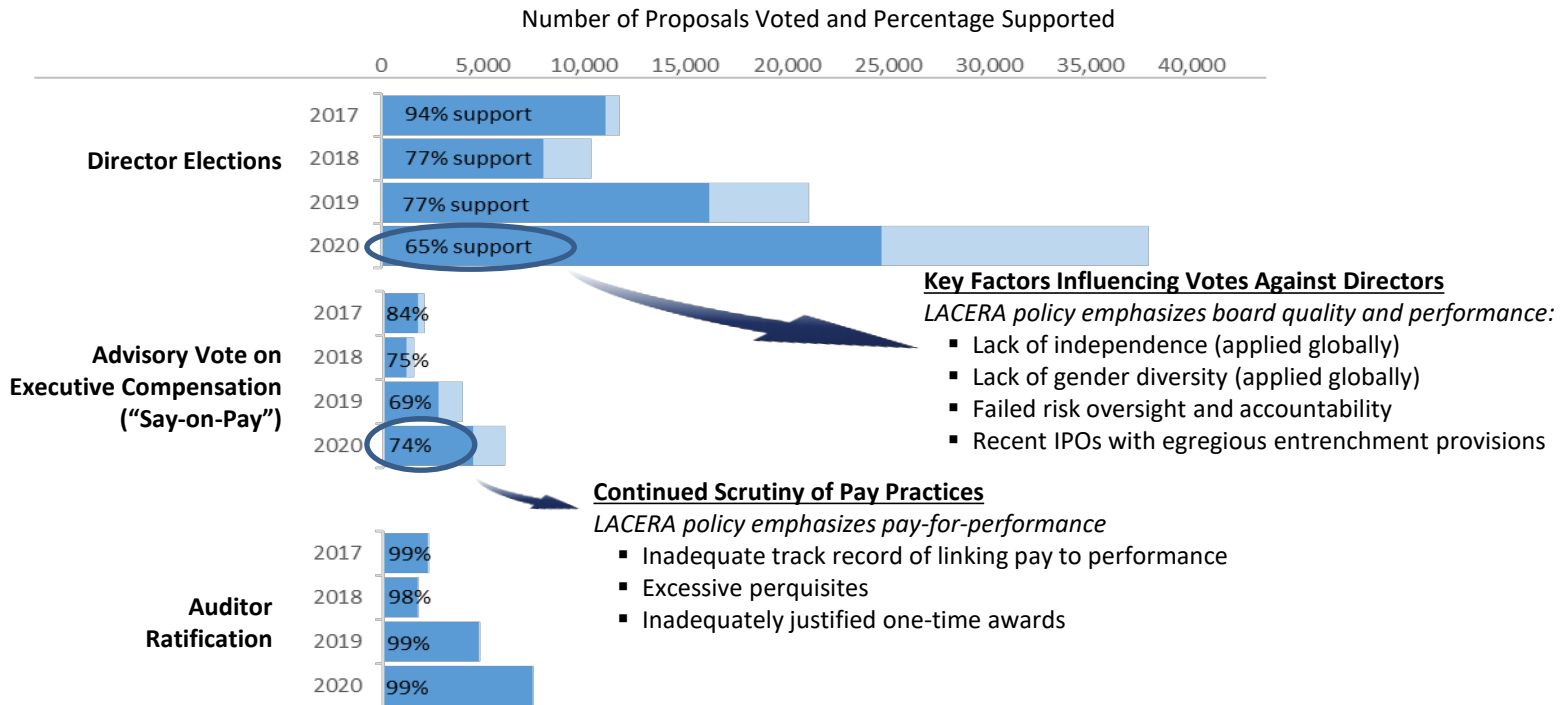 Number of Proposals Voted and Percentage Supported
0 5,000 10,000 15,000 20,000 25,000 30,000 35,000 40,000
Director Elections
2017 94% support
2018 77% support
2019 77% support
2020 65% support
Key Factors Influencing Votes Against Directors
LACERA policy emphasizes board quality and performance:
▪ Lack of independence (applied globally)
▪ Lack of gender diversity (applied globally)
▪ Failed risk oversight and accountability
▪ Recent IPOs with egregious entrenchment provisions
Advisory Vote on
Executive Compensation
(“Say-on-Pay”)
2017 84%
2018 75%
2019 69%
2020 74%
Continued Scrutiny of Pay Practices
LACERA policy emphasizes pay-for-performance
▪ Inadequate track record of linking pay to performance
▪ Excessive perquisites
▪ Inadequately justified one-time awards
Auditor
Ratification
2017 99%
2018 98%
2019 99%
2020 99%